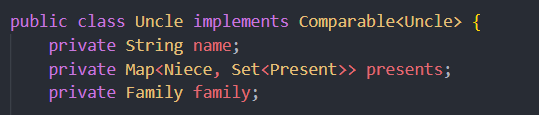 public class Uncle implements Comparable<Uncle> {
    private String name;
    private Map<Niece, Set<Present>> presents;
    private Family family;